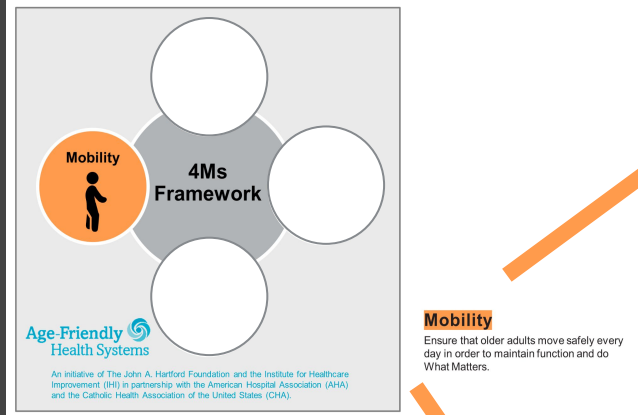 Mobility
4Ms
Framework
Age-Friendly
Health Systems
An initiative of The John A. Hartford Foundation and the Institute for Healthcare
Improvement (IHI) in partnership with the American Hospital Association (AHA)
and the Catholic Health Association of the United States (CHA).
Mobility
Ensure that older adults move safely every
day in order to maintain function and do
What Matters.